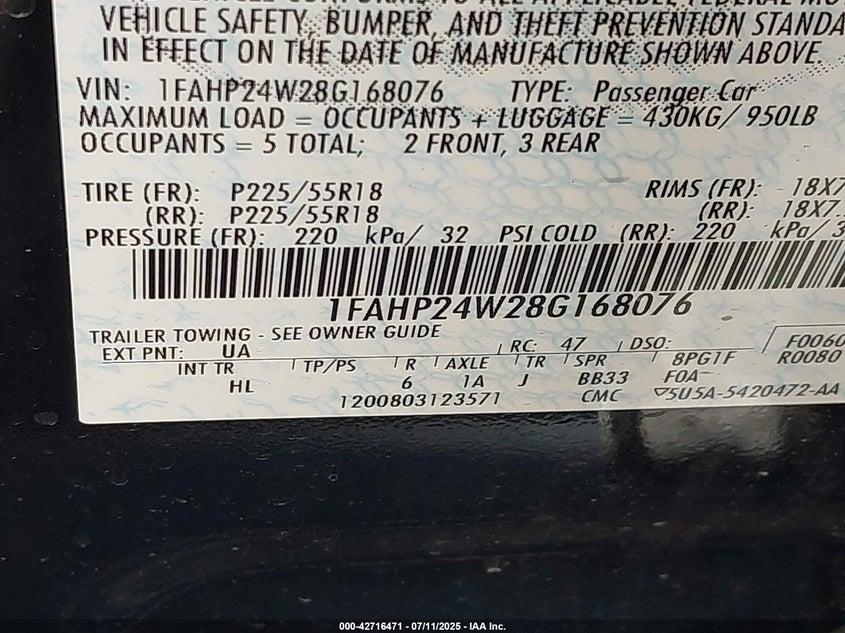 VEHICLE SAFETY, BUMPER, AND THEFT PREVENTION STANDA
IN EFFECT ON THE DATE OF MANUFACTURE SHOWN ABOVE.
VIN: 1FAHP24W28G168076 TYPE: Passenger Car
MAXIMUM LOAD = OCCUPANTS + LUGGAGE = 430KG/ 950LB
OCCUPANTS = 5 TOTAL; 2 FRONT, 3 REAR
TIRE (FR): P225/55R18 RIMS (FR): 18X7
(RR): P225/55R18 (RR): 18X7.
PRESSURE (FR): 220 kPa/ 32 PSI COLD (RR): 220 kPa/ 3
1FAHP24W28G168076
TRAILER TOWING - SEE OWNER GUIDE
EXT PNT: UA RC: 47 DSO: F0060
INT TR TP/PS R AXLE TR SPR 8PG1F R0080
HL 6 1A J BB33 F0A
1200803123571 CMC 5U5A-5420472-AA
000-42716471 - 07/11/2025 - IAA Inc.